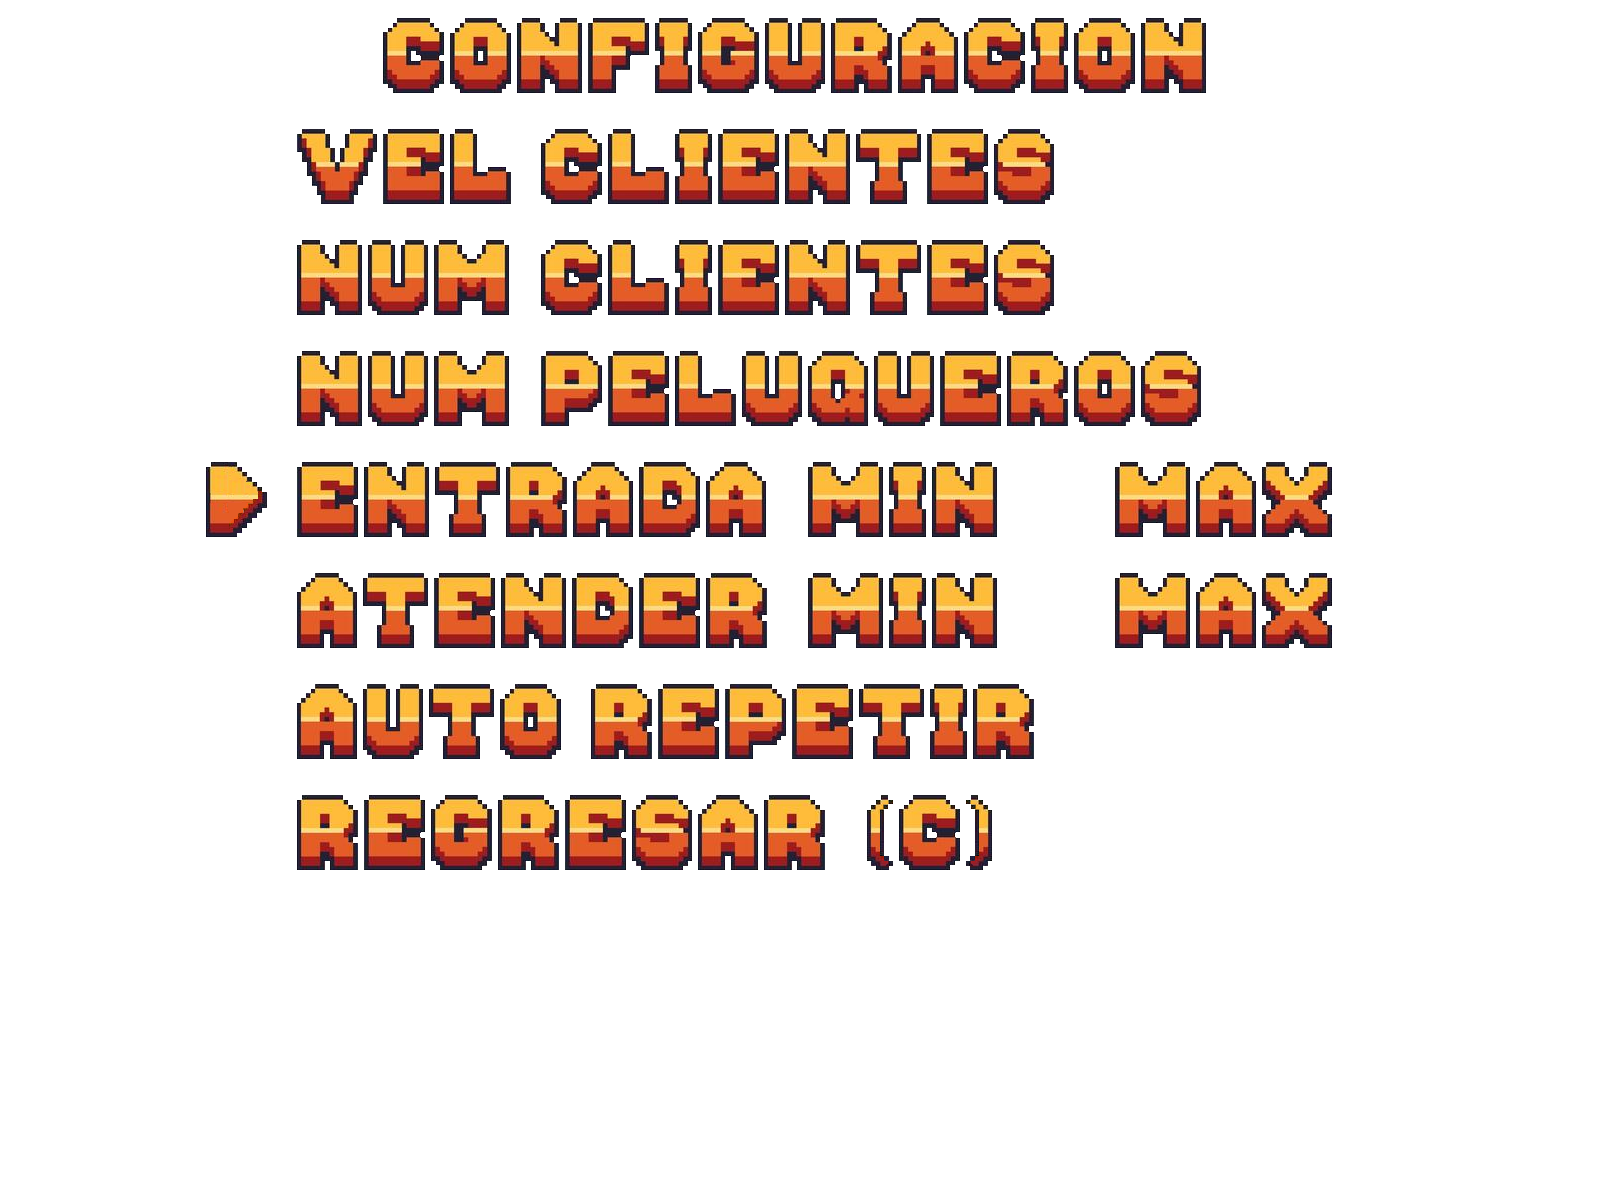 CONFIGURACION
VEL CLIENTES
NUM CLIENTES
NUM PELUQUEROS
ENTRADA MIN MAX
ATENDER MIN MAX
AUTO REPETIR
REGRESAR (C)